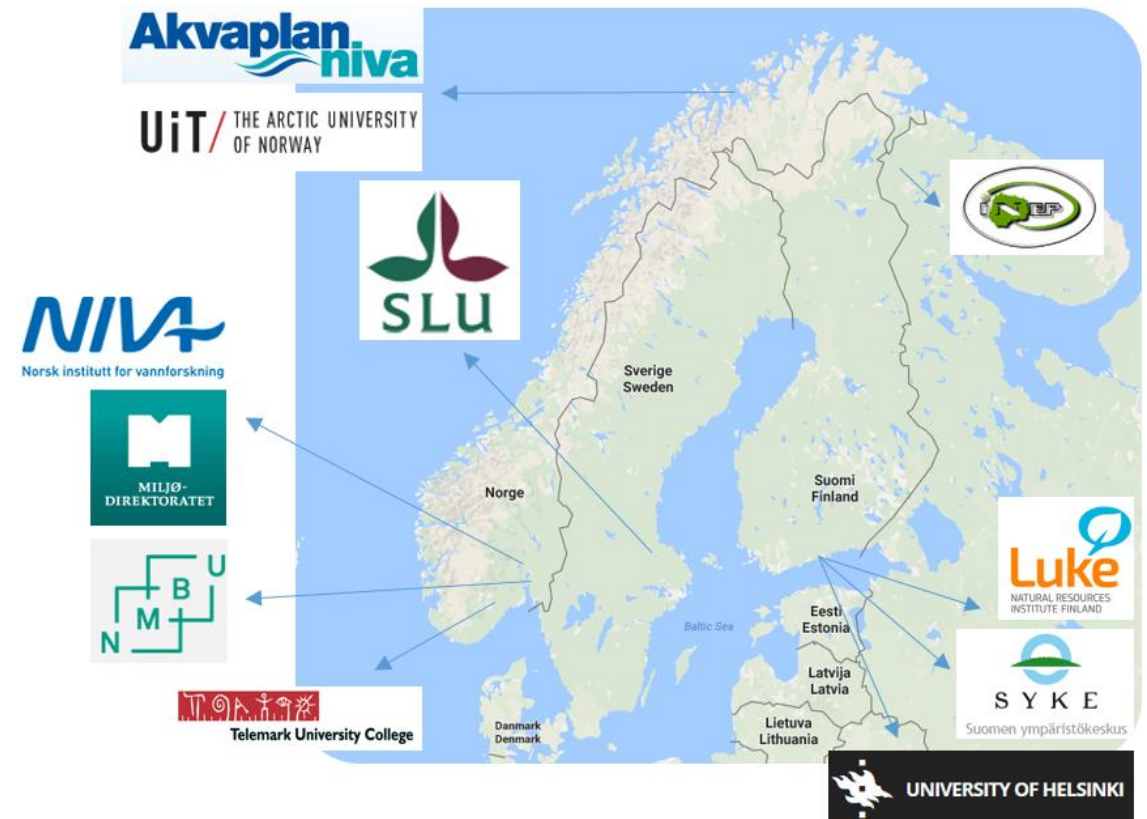 Akvaplan
niva
UiT / THE ARCTIC UNIVERSITY
OF NORWAY
SLU
iNEP
NIVA
Norsk institutt for vannforskning
MILJØ-
DIREKTORATET
N M B U
Telemark University College
Sverige
Sweden
Norge
Suomi
Finland
Eesti
Estonia
Baltic Sea
Latvija
Latvia
Lietuva
Lithuania
Danmark
Denmark
Luke
NATURAL RESOURCES
INSTITUTE FINLAND
SYKE
Suomen ympäristökeskus
UNIVERSITY OF HELSINKI